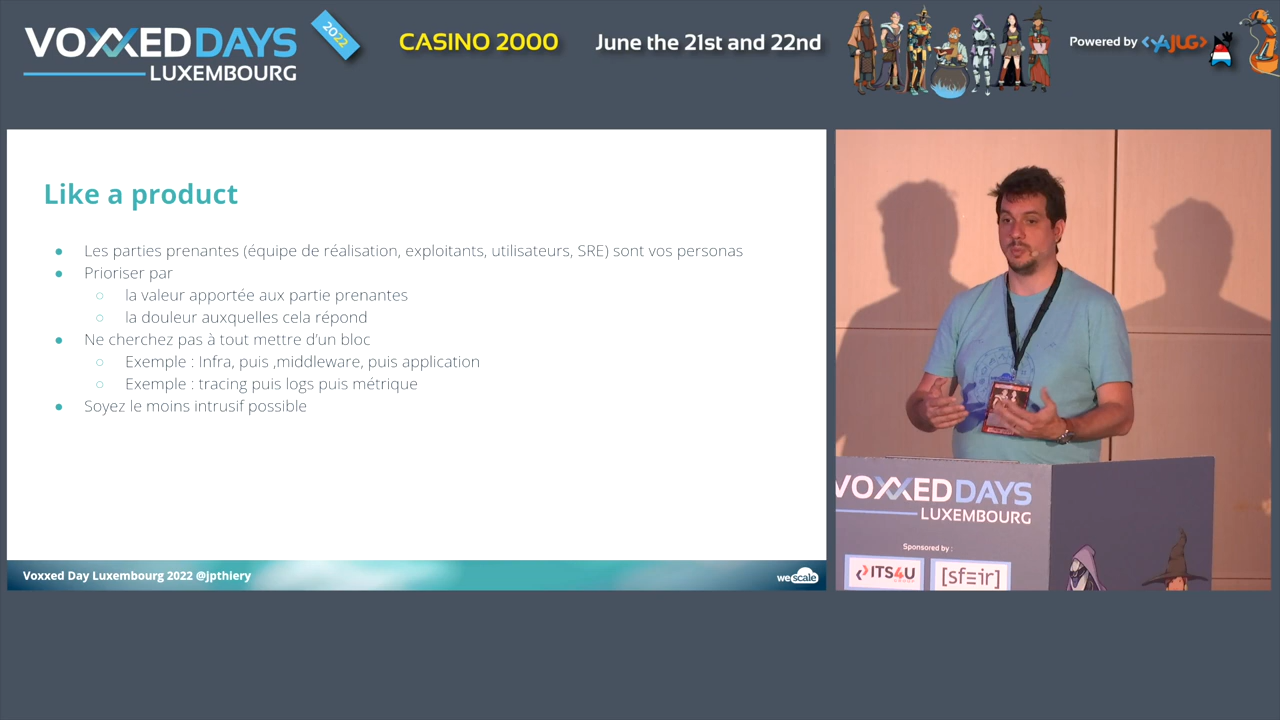 VOXXED DAYS
LUXEMBOURG
2022
CASINO 2000
June the 21st and 22nd
Powered by <YAJUG>
Like a product
● Les parties prenantes (équipe de réalisation, exploitants, utilisateurs, SRE) sont vos personas
● Prioriser par
○ la valeur apportée aux partie prenantes
○ la douleur auxquelles cela répond
● Ne cherchez pas à tout mettre d’un bloc
○ Exemple : Infra, puis ,middleware, puis application
○ Exemple : tracing puis logs puis métrique
● Soyez le moins intrusif possible
Voxxed Day Luxembourg 2022 @jpthiery
wescale
VOXXED DAYS
LUXEMBOURG
Sponsored by :
ITS4U
[sfeir]